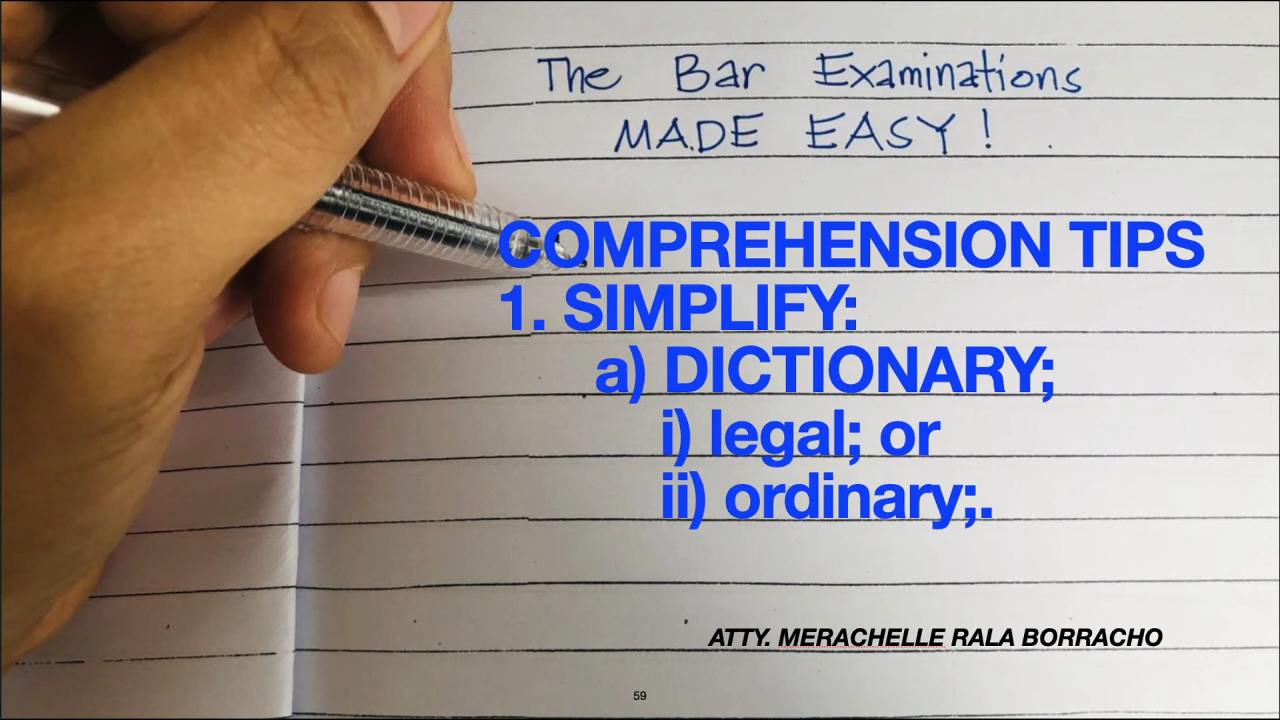 The Bar Examinations
MADE EASY!
COMPREHENSION TIPS
1. SIMPLIFY:
a) DICTIONARY;
i) legal; or
ii) ordinary;.
ATTY. MERACHELLE RALA BORRACHO
59